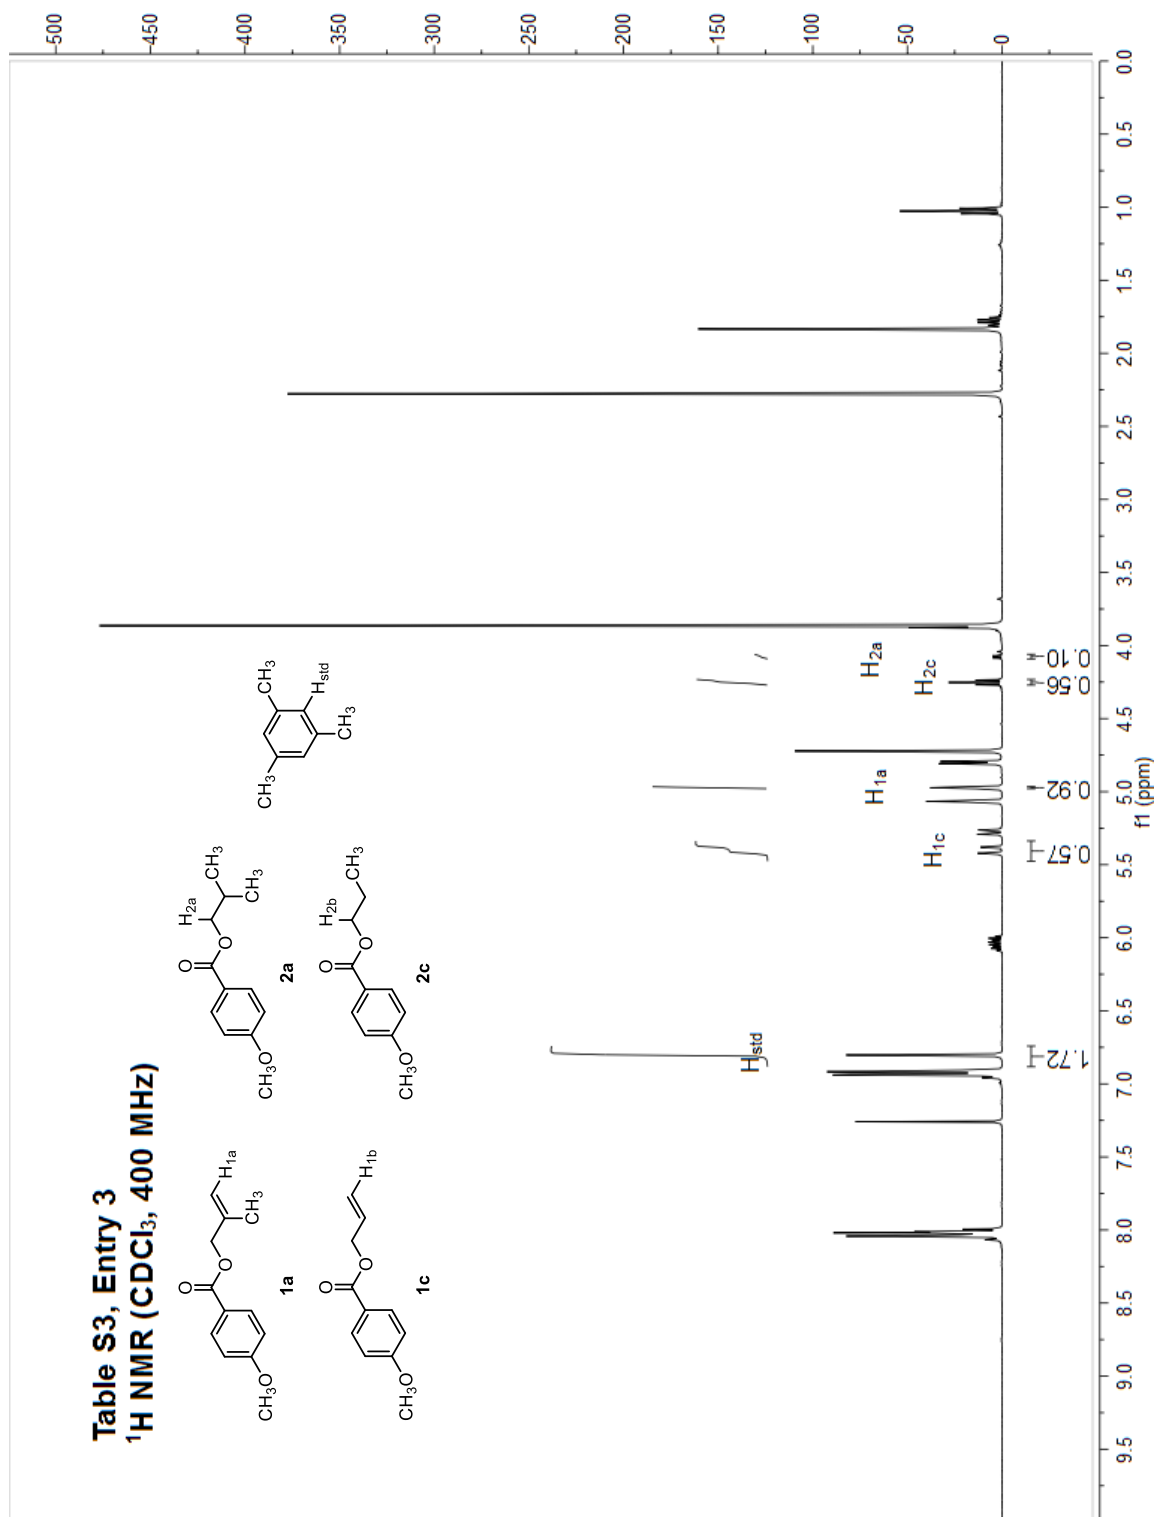 Table S3, Entry 3
¹H NMR (CDCl₃, 400 MHz)
O
O
CH₃O
CH₃
H₁ₐ
1a
O
O
CH₃O
H₂ₐ
CH₃
CH₃
2a
CH₃
CH₃
CH₃
H_std
O
O
CH₃O
H₁b
1c
O
O
CH₃O
H₂b
CH₃
2c
H_std
H₁c
H₁ₐ
H₂c
H₂ₐ
1.72
0.57
0.92
0.56
0.10
9.5 9.0 8.5 8.0 7.5 7.0 6.5 6.0 5.5 5.0 4.5 4.0 3.5 3.0 2.5 2.0 1.5 1.0 0.5 0.0
f1 (ppm)
500
450
400
350
300
250
200
150
100
50
0